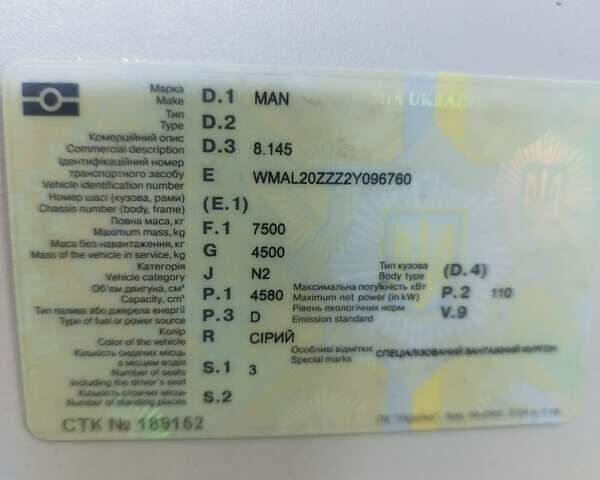 UKRAINE
Марка
Make D.1 MAN
Тип
Type D.2
Комерційний опис
Commercial description D.3 8.145
Ідентифікаційний номер
транспортного засобу E WMAL20ZZZ2Y096760
Vehicle identification number
Номер шасі (кузова, рами) (E.1)
Chassis number (body, frame)
Повна маса, кг F.1 7500
Maximum mass, kg
Маса без навантаження, кг G 4500
Mass of the vehicle in service, kg
Категорія J N2 Тип кузова (D.4)
Vehicle category Body type
Об'єм двигуна, см³ P.1 4580 Максимальна потужність кВт P.2 110
Capacity, cm³ Maximum net power (in kW)
Тип палива або джерела енергії P.3 D Рівень екологічних норм V.9
Type of fuel or power source Emission standard
Колір R СІРИЙ
Color of the vehicle
Кількість сидячих місць Особливі відмітки СПЕЦІАЛІЗОВАНИЙ ВАНТАЖНИЙ ФУРГОН
з місцем водія S.1 3 Special marks
Number of seats
including the driver's seat
Кількість стоячих місць S.2
Number of standing places
СТК № 189152